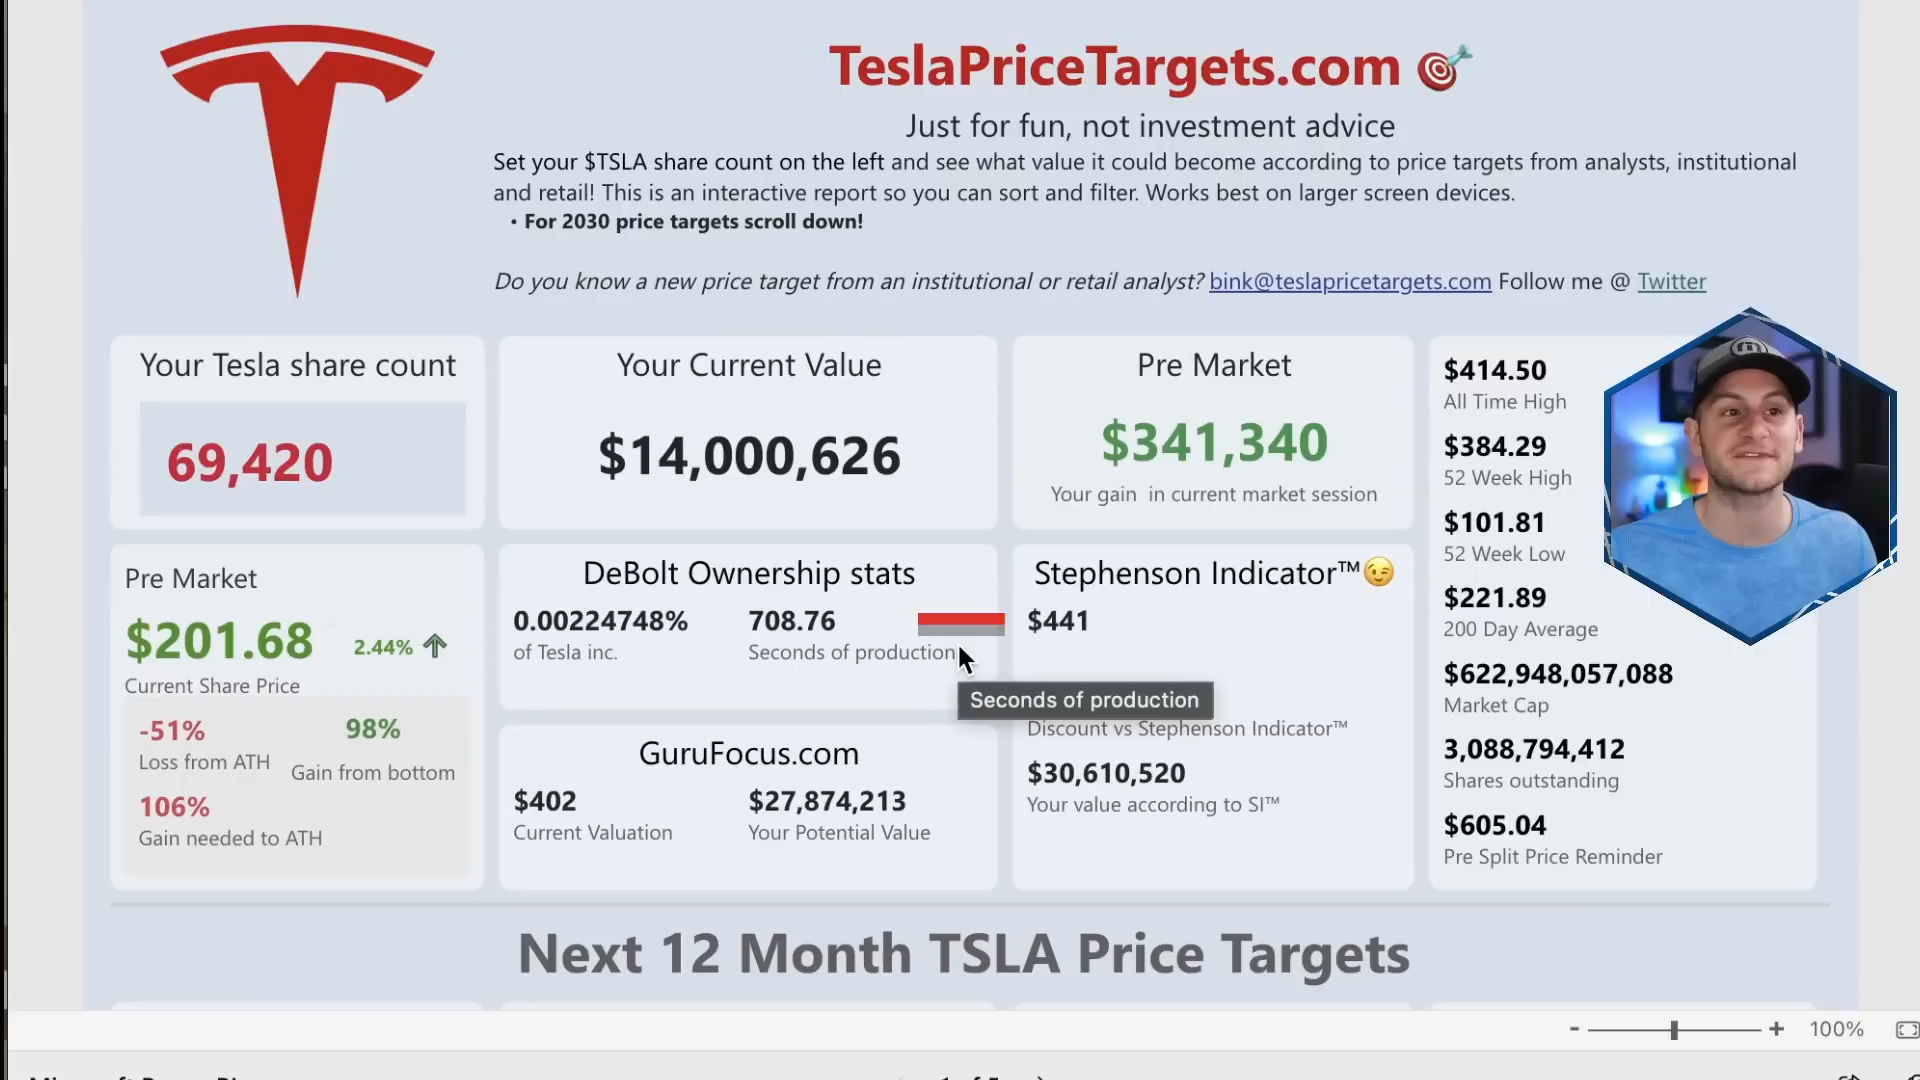 TeslaPriceTargets.com
Just for fun, not investment advice
Set your $TSLA share count on the left and see what value it could become according to price targets from analysts, institutional
and retail! This is an interactive report so you can sort and filter. Works best on larger screen devices.
• For 2030 price targets scroll down!
Do you know a new price target from an institutional or retail analyst? bink@teslapricetargets.com Follow me @ Twitter
Your Tesla share count
69,420
Your Current Value
$14,000,626
Pre Market
$341,340
Your gain in current market session
$414.50
All Time High
$384.29
52 Week High
$101.81
52 Week Low
$221.89
200 Day Average
$622,948,057,088
Market Cap
3,088,794,412
Shares outstanding
$605.04
Pre Split Price Reminder
Pre Market
$201.68 2.44%
Current Share Price
-51% 98%
Loss from ATH Gain from bottom
106%
Gain needed to ATH
DeBolt Ownership stats
0.00224748% 708.76
of Tesla inc. Seconds of production
Seconds of production
GuruFocus.com
$402 $27,874,213
Current Valuation Your Potential Value
Stephenson Indicator™
$441
Discount vs Stephenson Indicator™
$30,610,520
Your value according to SI™
Next 12 Month TSLA Price Targets
- + 100%